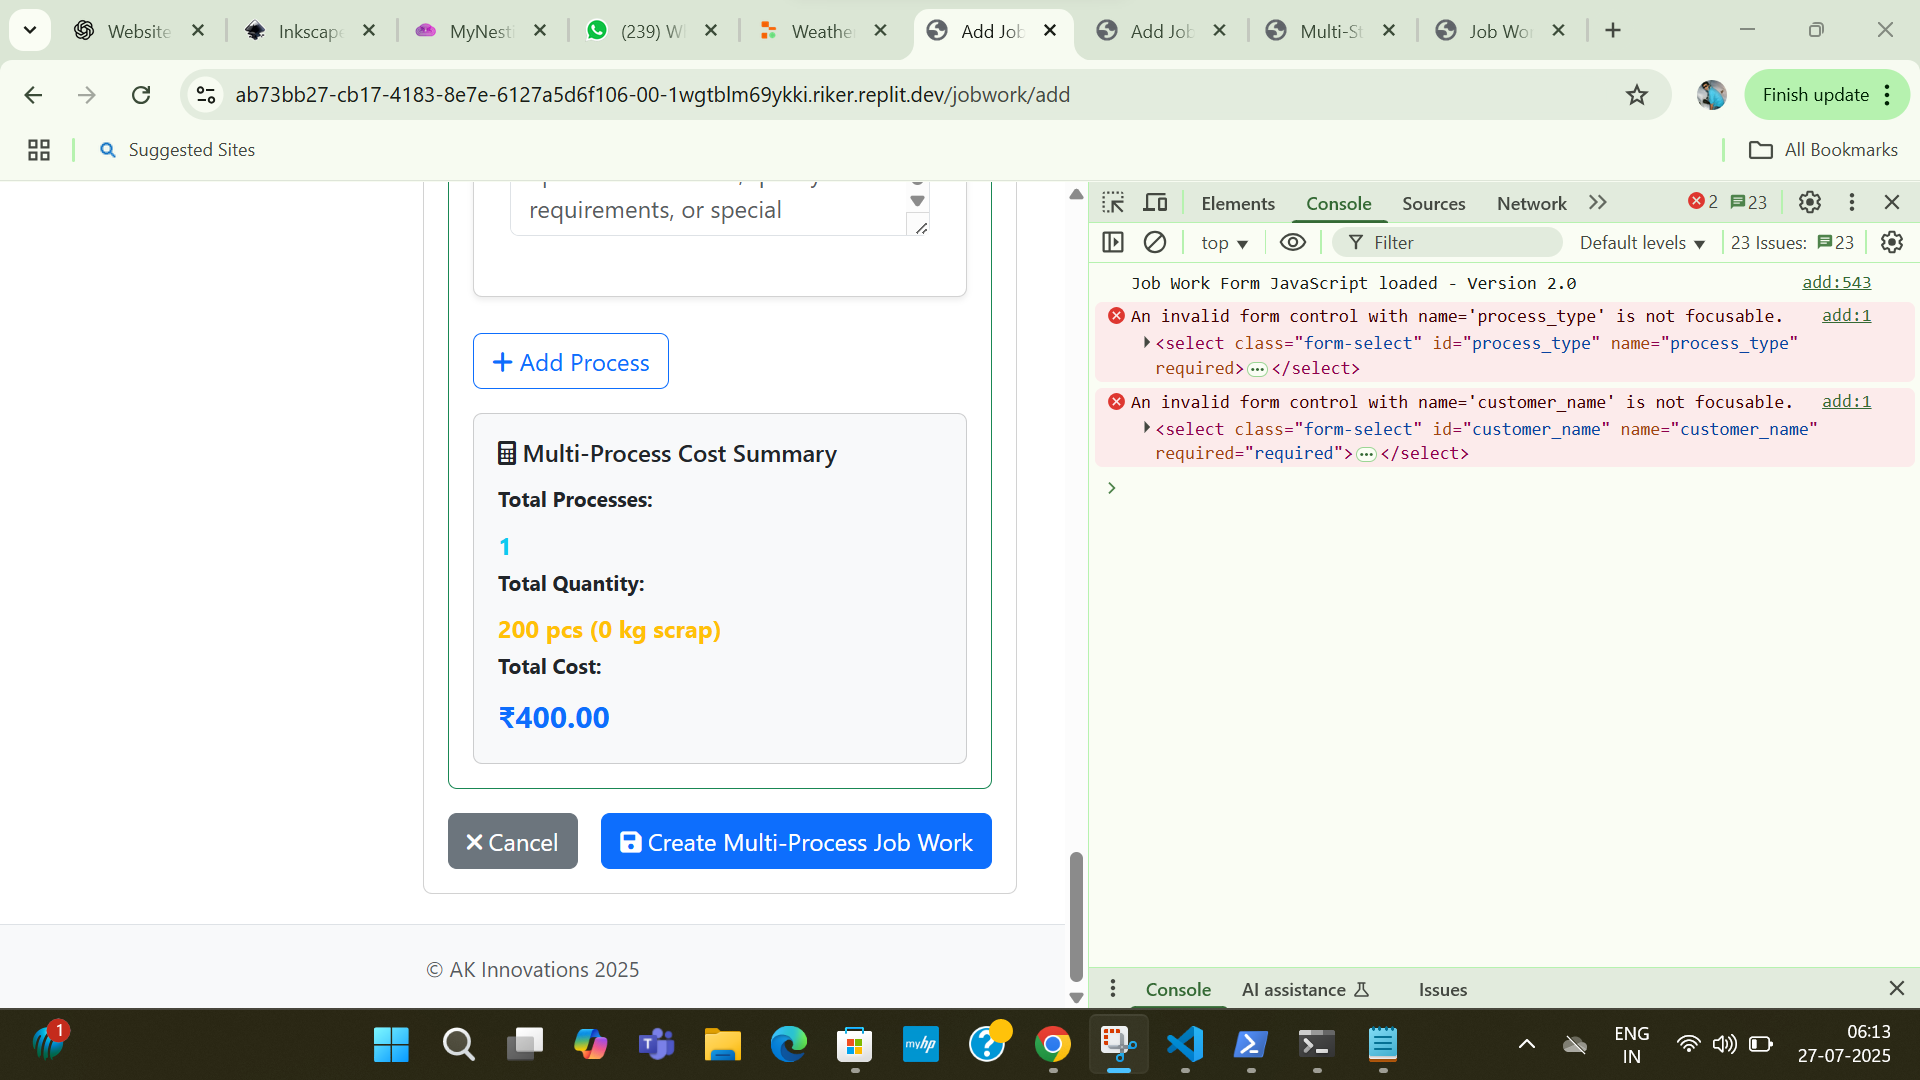 Website
Inkscape
MyNesti
(239) W
Weathe
Add Job
Add Job
Multi-St
Job Wor
ab73bb27-cb17-4183-8e7e-6127a5d6f106-00-1wgtblm69ykki.riker.replit.dev/jobwork/add
Finish update
Suggested Sites
All Bookmarks
requirements, or special
+ Add Process
Multi-Process Cost Summary
Total Processes:
1
Total Quantity:
200 pcs (0 kg scrap)
Total Cost:
₹400.00
Cancel
Create Multi-Process Job Work
© AK Innovations 2025
Elements Console Sources Network 2 23
top Filter Default levels 23 Issues: 23
Job Work Form JavaScript loaded - Version 2.0 add:543
An invalid form control with name='process_type' is not focusable. add:1
<select class="form-select" id="process_type" name="process_type"
required>…</select>
An invalid form control with name='customer_name' is not focusable. add:1
<select class="form-select" id="customer_name" name="customer_name"
required="required">…</select>
Console AI assistance Issues
1
myhp
ENG
IN
06:13
27-07-2025